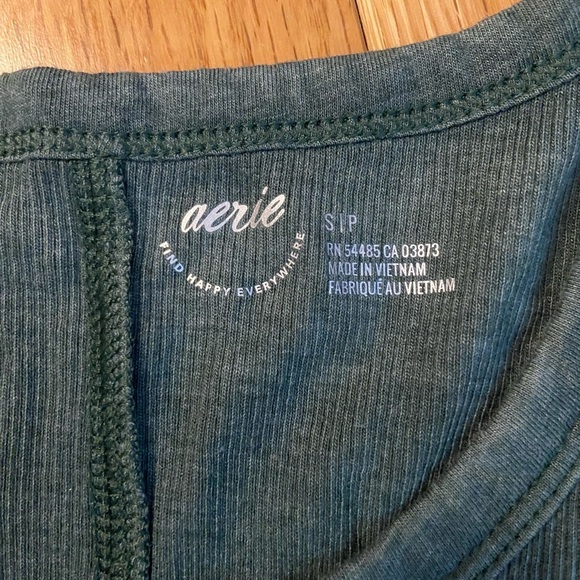 aerie
FIND HAPPY EVERYWHERE
S | P
RN 54485 CA 03873
MADE IN VIETNAM
FABRIQUÉ AU VIETNAM